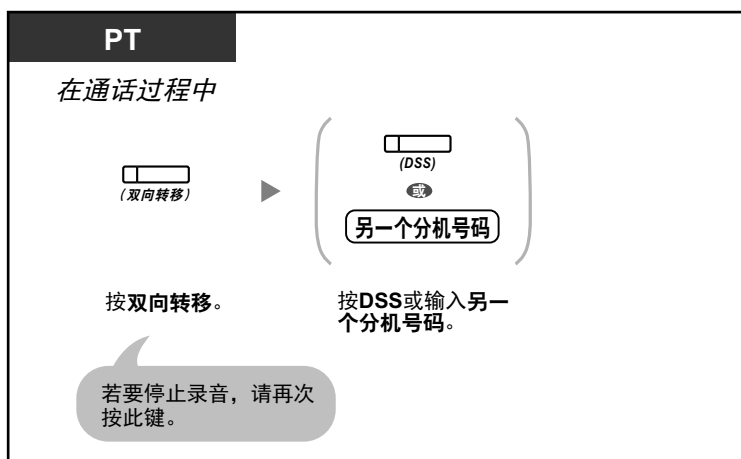 PT
在通话过程中
(双向转移)
(DSS)
或
另一个分机号码
按双向转移。
按DSS或输入另一
个分机号码。
若要停止录音，请再次
按此键。